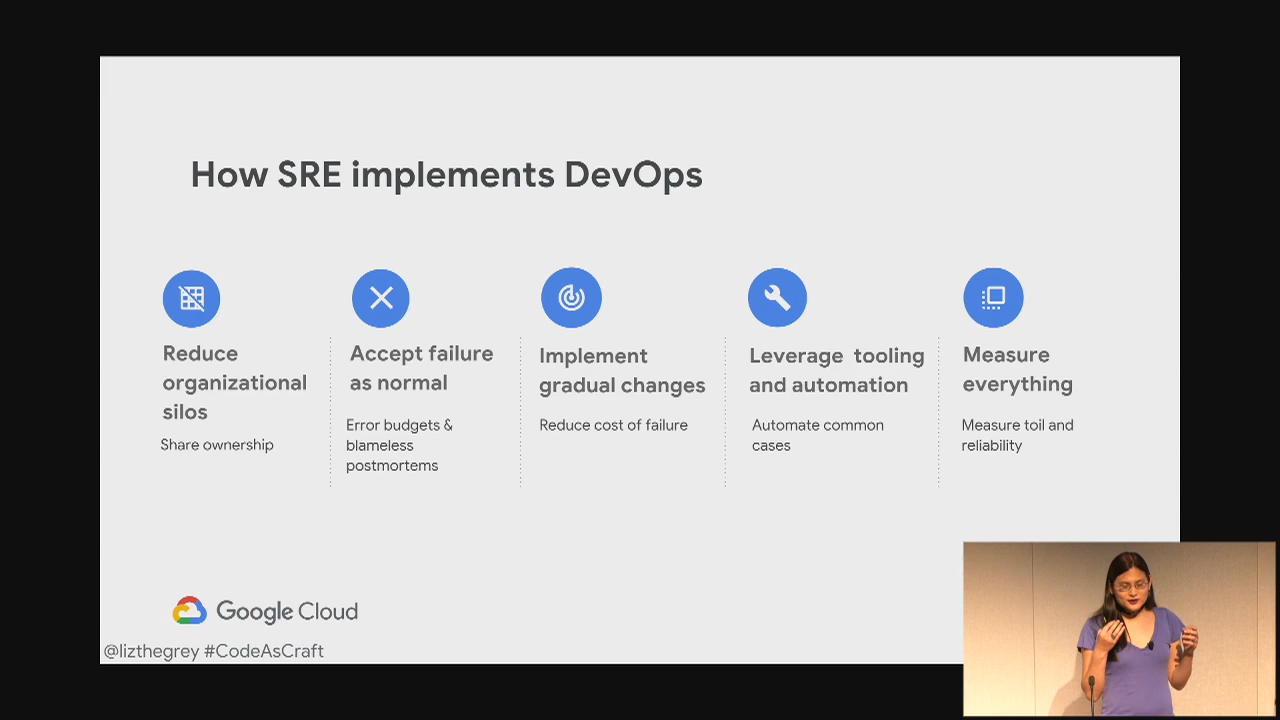 How SRE implements DevOps
Reduce
organizational
silos
Share ownership
Accept failure
as normal
Error budgets &
blameless
postmortems
Implement
gradual changes
Reduce cost of failure
Leverage tooling
and automation
Automate common
cases
Measure
everything
Measure toil and
reliability
Google Cloud
@lizthegrey #CodeAsCraft